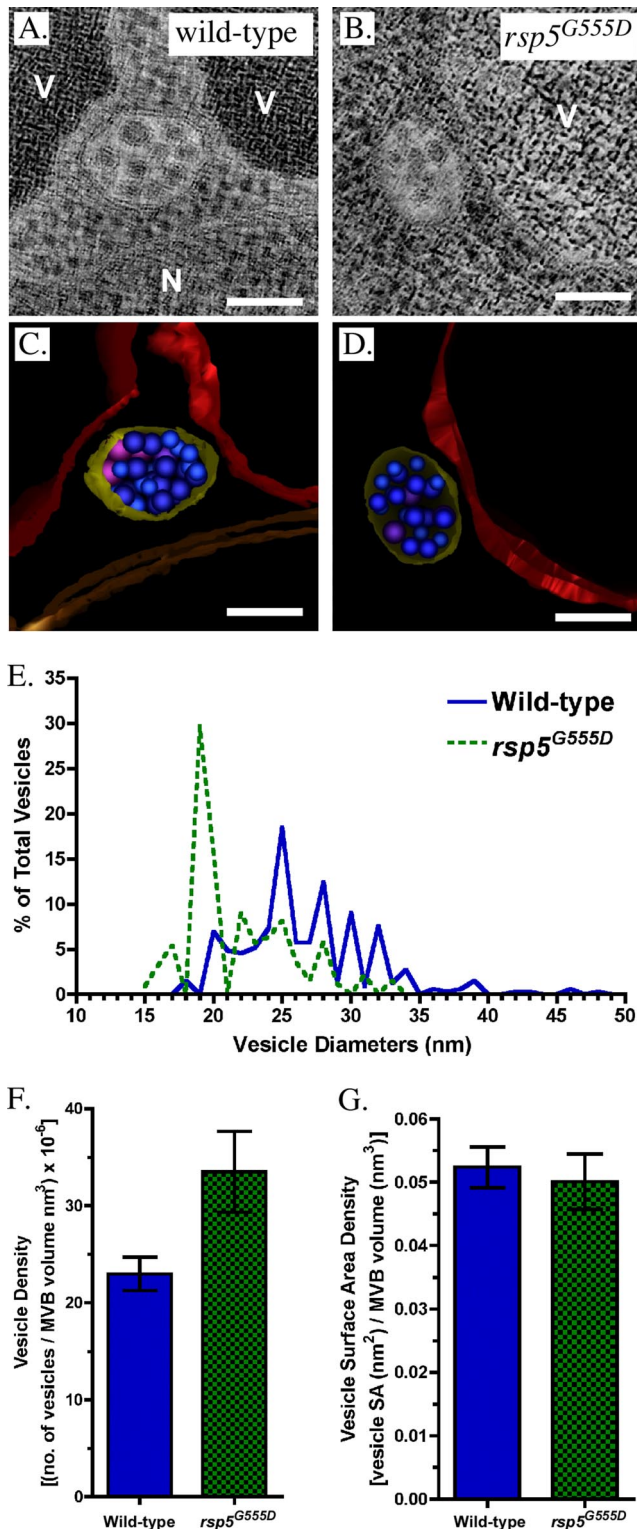 A. wild-type
B. rsp5G555D
V V
N
V
C.
D.
E.
35
30
25
20
15
10
5
0
% of Total Vesicles
Wild-type
rsp5G555D
10 15 20 25 30 35 40 45 50
Vesicle Diameters (nm)
F.
40
33
22
13
0
Vesicle Density
[(no. of vesicles / MVB volume nm3) x 10-6]
Wild-type rsp5G555D
G.
0.06
0.05
0.04
0.03
0.02
0.01
0.00
Vesicle Surface Area Density
[vesicle SA (nm2) / MVB volume (nm3)]
Wild-type rsp5G555D